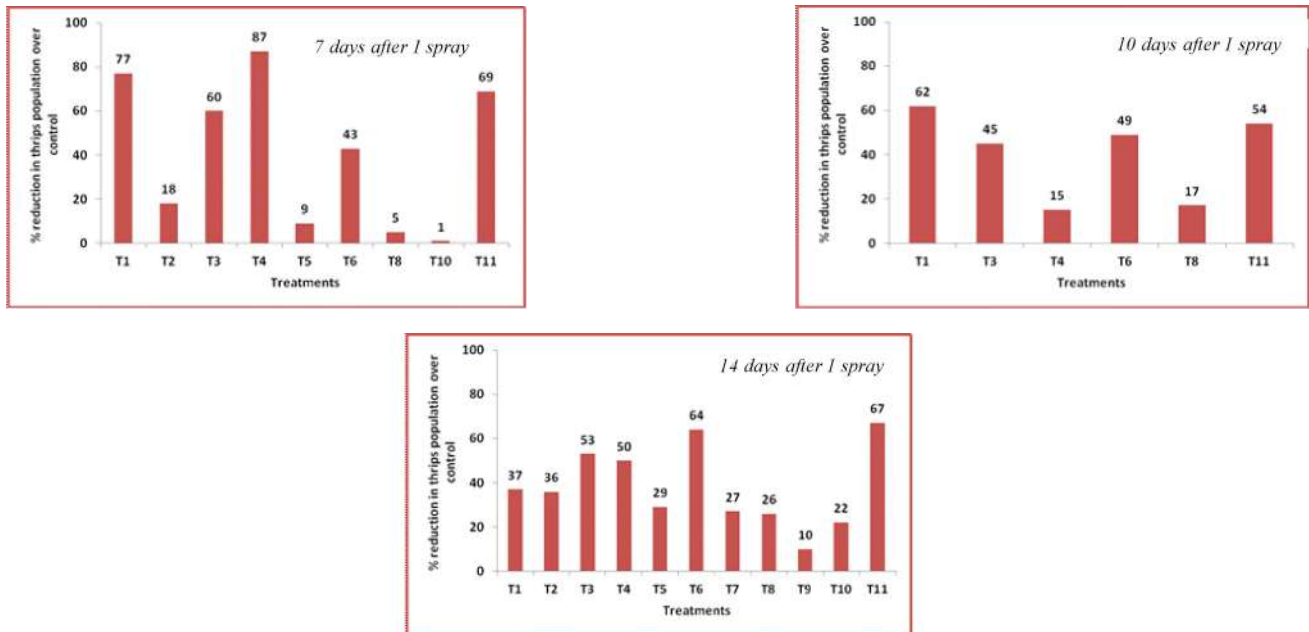 7 days after 1 spray
% reduction in thrips population over
control
100
80
60
40
20
0
77
18
60
87
9
43
5
1
69
T1 T2 T3 T4 T5 T6 T8 T10 T11
Treatments
10 days after 1 spray
% reduction in thrips population over
control
100
80
60
40
20
0
62
45
15
49
17
54
T1 T3 T4 T6 T8 T11
Treatments
14 days after 1 spray
% reduction in thrips population over
control
100
80
60
40
20
0
37
36
53
50
29
64
27
26
10
22
67
T1 T2 T3 T4 T5 T6 T7 T8 T9 T10 T11
Treatments